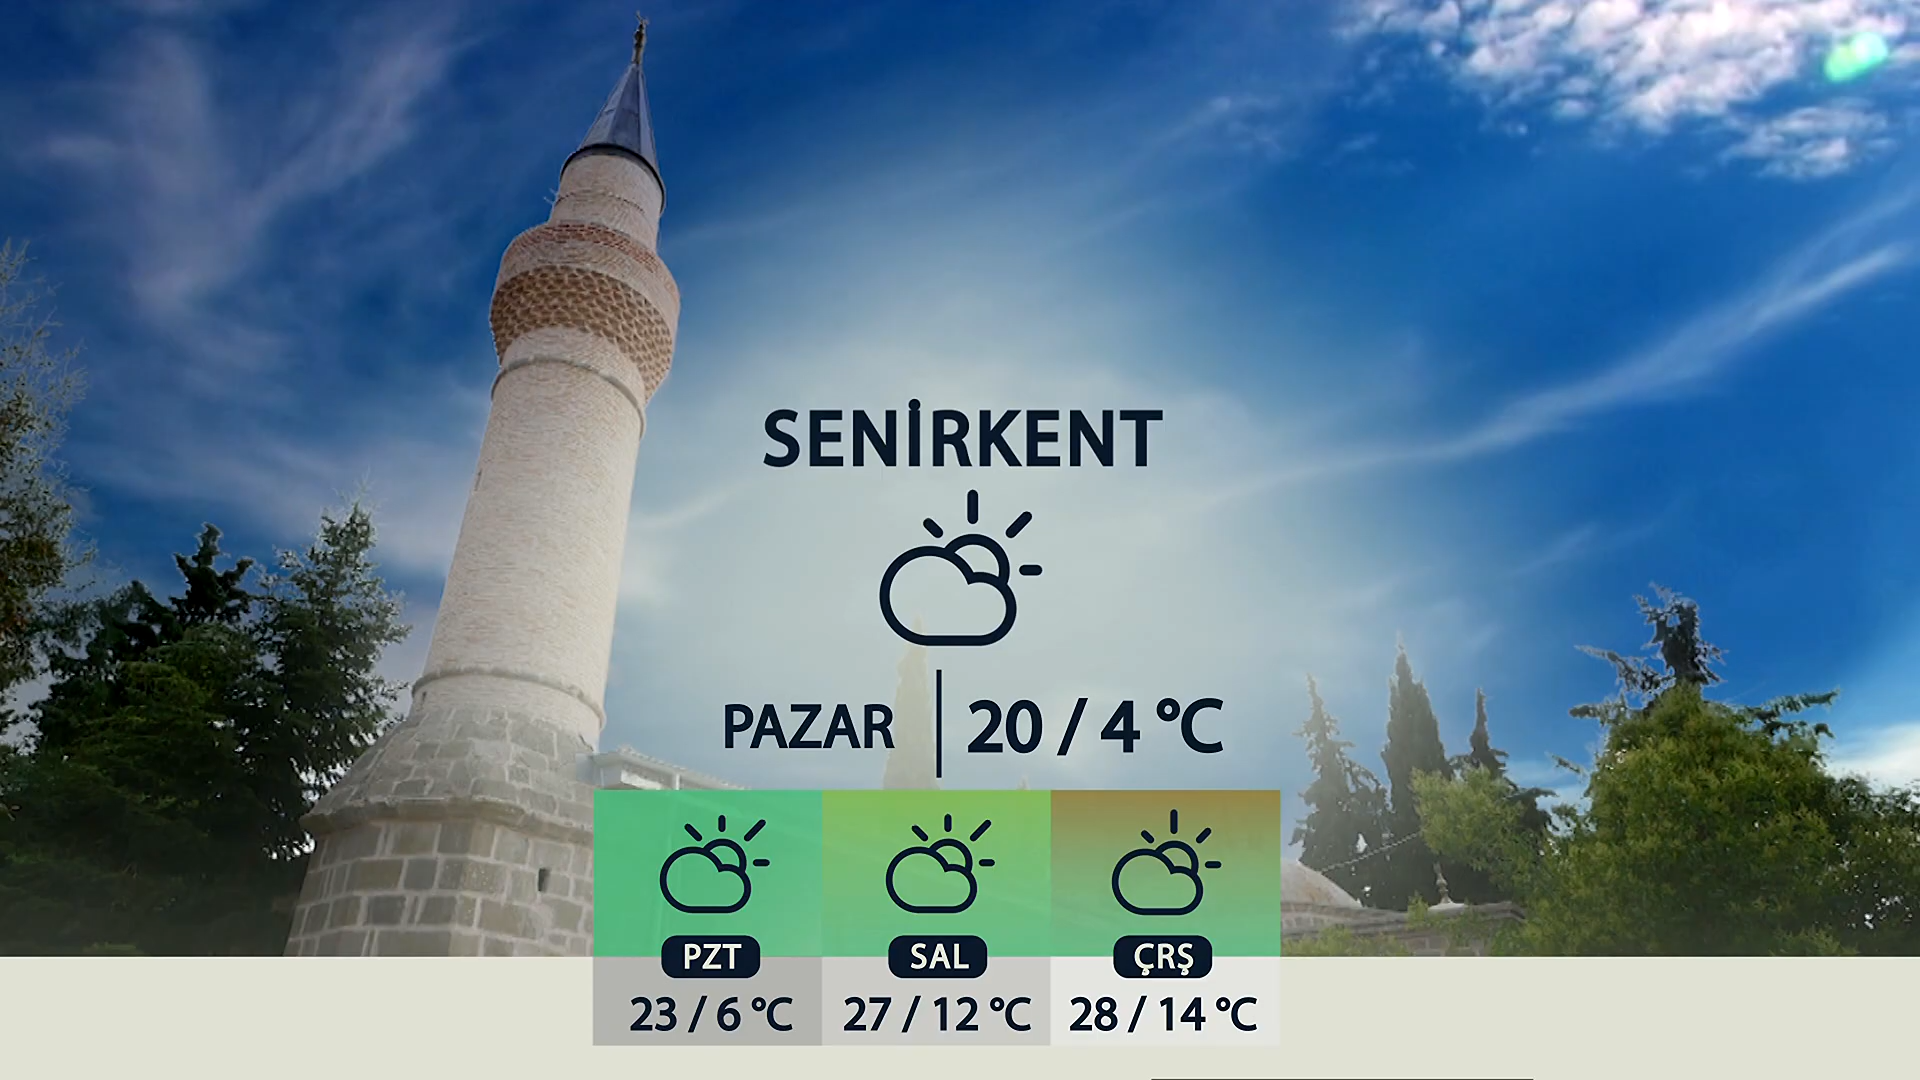 SENİRKENT
PAZAR 20 / 4 °C
PZT SAL ÇRŞ
23 / 6 °C 27 / 12 °C 28 / 14 °C